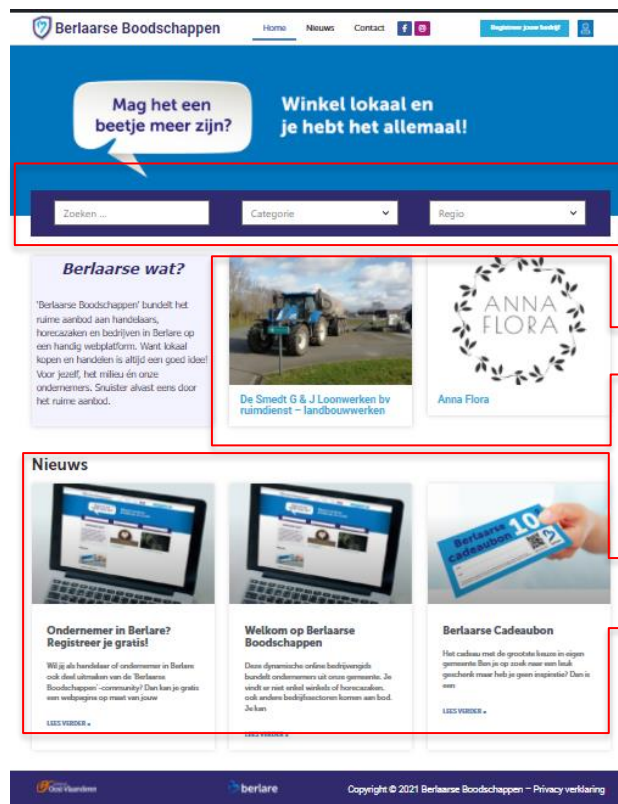 Berlaarse Boodschappen
Home Nieuws Contact
Registreer jouw bedrijf
Mag het een
beetje meer zijn?
Winkel lokaal en
je hebt het allemaal!
Zoeken ...
Categorie
Regio
Berlaarse wat?
'Berlaarse Boodschappen' bundelt het
ruime aanbod aan handelaars,
horecazaken en bedrijven in Berlare op
een handig webplatform. Want lokaal
kopen en handelen is altijd een goed idee!
Voor jezelf, het milieu én onze
ondernemers. Snuister alvast eens door
het ruime aanbod.
De Smedt G & J Loonwerken bv
ruimdienst – landbouwwerken
ANNA
FLORA
Anna Flora
Nieuws
Ondernemer in Berlare?
Registreer je gratis!
Wil jij als handelaar of ondernemer in Berlare
ook deel uitmaken van de 'Berlaarse
Boodschappen'-community? Dan kan je gratis
een webpagina op maat van jouw
LEES VERDER »
Welkom op Berlaarse
Boodschappen
Deze dynamische online bedrijvengids
bundelt ondernemers uit onze gemeente. Je
vindt er niet enkel winkels of horecazaken,
ook andere bedrijfssectoren komen aan bod.
Je kan
LEES VERDER »
Berlaarse
cadeaubon
10
Berlaarse Cadeaubon
Het cadeau met de grootste keuze in eigen
gemeente Ben je op zoek naar een leuk
geschenk maar heb je geen inspiratie? Dan is
een
LEES VERDER »
Oost-Vlaanderen
berlare
Copyright © 2021 Berlaarse Boodschappen – Privacy verklaring